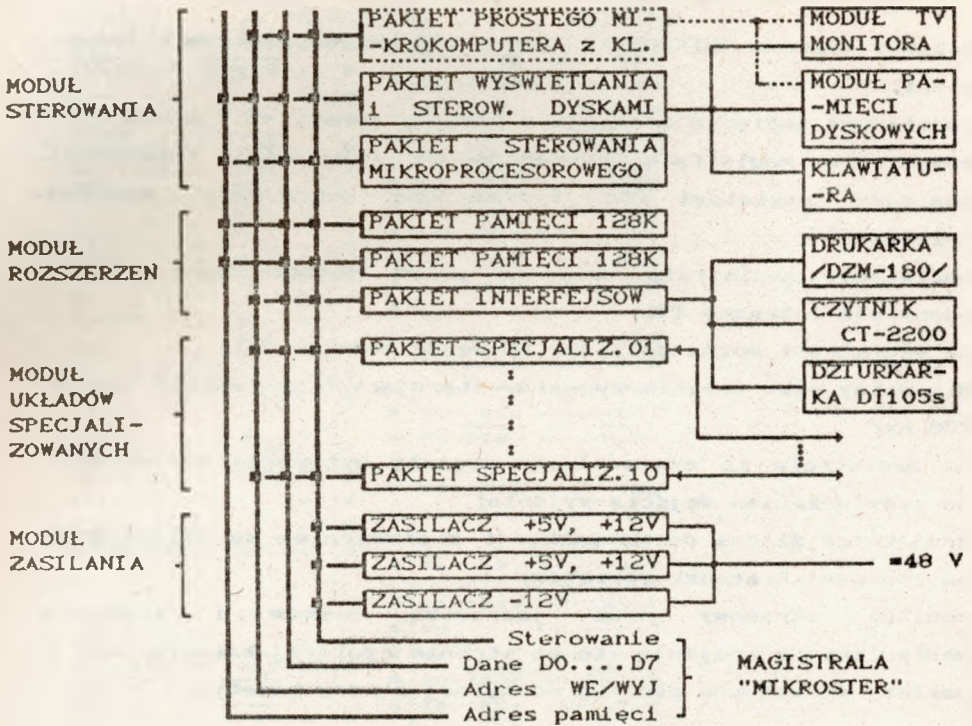 MODUŁ
STEROWANIA
PAKIET PROSTEGO MI-
-KROKOMPUTERA z KL.
PAKIET WYSWIETLANIA
i STEROW. DYSKAMI
PAKIET STEROWANIA
MIKROPROCESOROWEGO
MODUŁ TV
MONITORA
MODUŁ PA-
-MIECI
DYSKOWYCH
KLAWIATU-
-RA
MODUŁ
ROZSZERZEŃ
PAKIET PAMIĘCI 128K
PAKIET PAMIĘCI 128K
PAKIET INTERFEJSOW
DRUKARKA
/DZM-180/
CZYTNIK
CT-2200
DZIURKAR-
KA DT105s
MODUŁ
UKŁADÓW
SPECJALI-
ZOWANYCH
PAKIET SPECJALIZ.01
PAKIET SPECJALIZ.10
MODUŁ
ZASILANIA
ZASILACZ +5V, +12V
ZASILACZ +5V, +12V
ZASILACZ -12V
=48 V
Sterowanie
Dane D0....D7
Adres WE/WYJ
Adres pamięci
MAGISTRALA
"MIKROSTER"